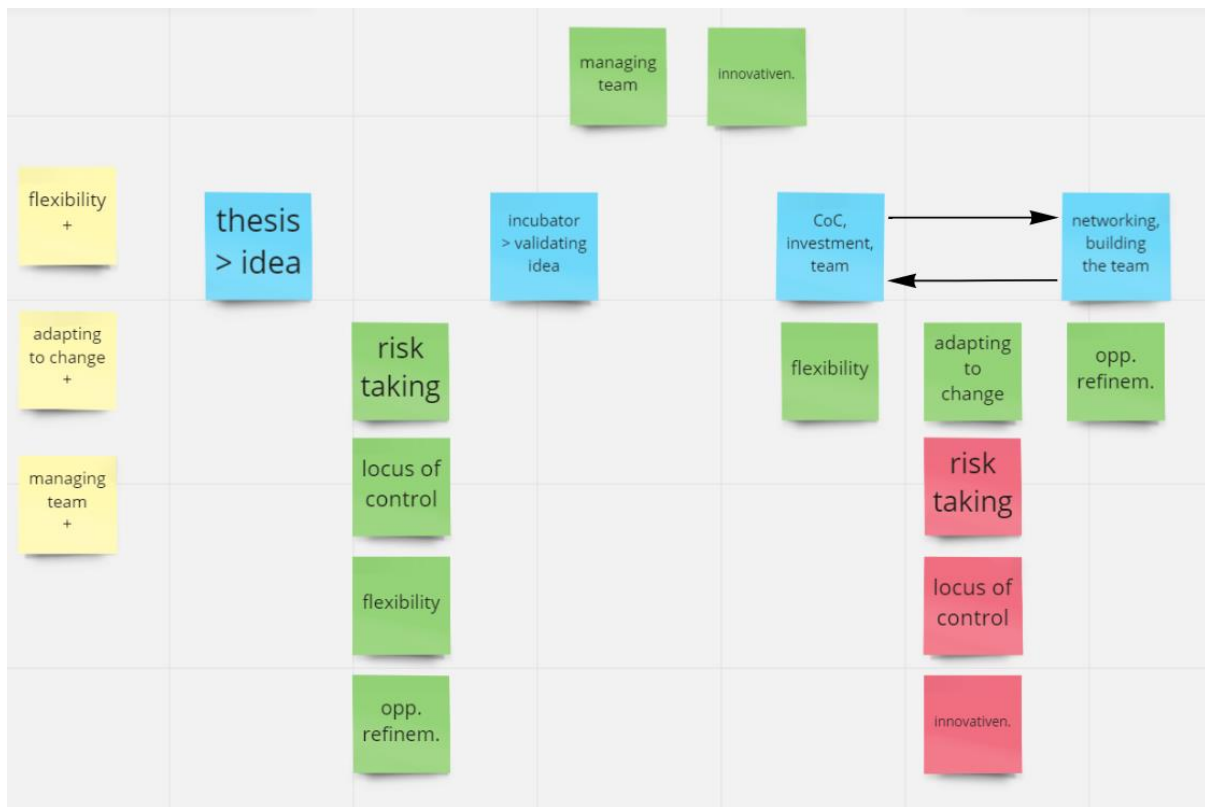 managing
team
innovativen.
flexibility
+
thesis
> idea
incubator
> validating
idea
CoC,
investment,
team
networking,
building
the team
adapting
to change
+
risk
taking
flexibility
adapting
to
change
opp.
refinem.
managing
team
+
locus of
control
risk
taking
flexibility
locus of
control
opp.
refinem.
innovativen.